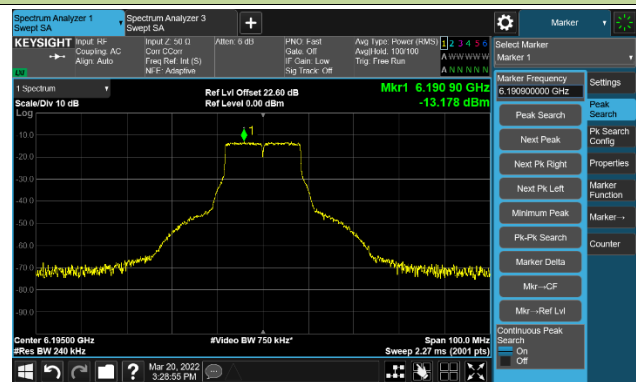 Spectrum Analyzer 1
Swept SA
Spectrum Analyzer 3
Swept SA
Marker
KEYSIGHT
Input: RF
Coupling: AC
Align: Auto
Input Z: 50 Ω
Corr CCorr
Freq Ref: Int (S)
NFE: Adaptive
Atten: 6 dB
PNO: Fast
Gate: Off
IF Gain: Low
Sig Track: Off
Avg Type: Power (RMS)
Avg|Hold: 100/100
Trig: Free Run
1 2 3 4 5 6
A W W W W W
A N N N N N
LXI
Select Marker
Marker 1
1 Spectrum
Scale/Div 10 dB
Log
Ref Lvl Offset 22.60 dB
Ref Level 0.00 dBm
Mkr1 6.190 90 GHz
-13.178 dBm
1
-10.0
-20.0
-30.0
-40.0
-50.0
-60.0
-70.0
-80.0
-90.0
Center 6.19500 GHz
#Res BW 240 kHz
#Video BW 750 kHz*
Span 100.0 MHz
Sweep 2.27 ms (2001 pts)
Marker Frequency
6.190900000 GHz
Peak Search
Next Peak
Next Pk Right
Next Pk Left
Minimum Peak
Pk-Pk Search
Marker Delta
Mkr→CF
Mkr→Ref Lvl
Continuous Peak
Search
On
Off
Settings
Peak
Search
Pk Search
Config
Properties
Marker
Function
Marker→
Counter
Mar 20, 2022
3:28:55 PM